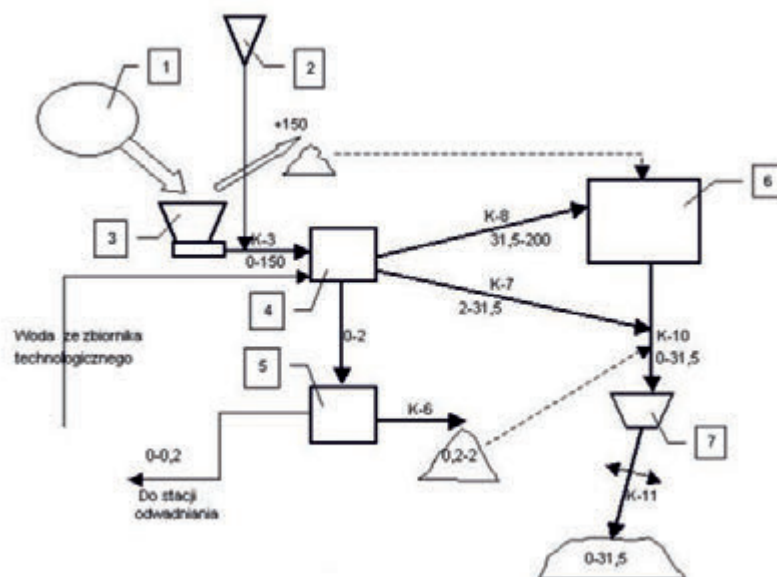 1
2
+150
6
3
K-3
0-150
K-8
31,5-200
K-7
2-31,5
4
Woda ze zbiornika
technologicznego
0-2
K-10
0-31,5
5
K-6
7
0-0,2
0,2-2
Do stacji
odwadniania
K-11
0-31,5